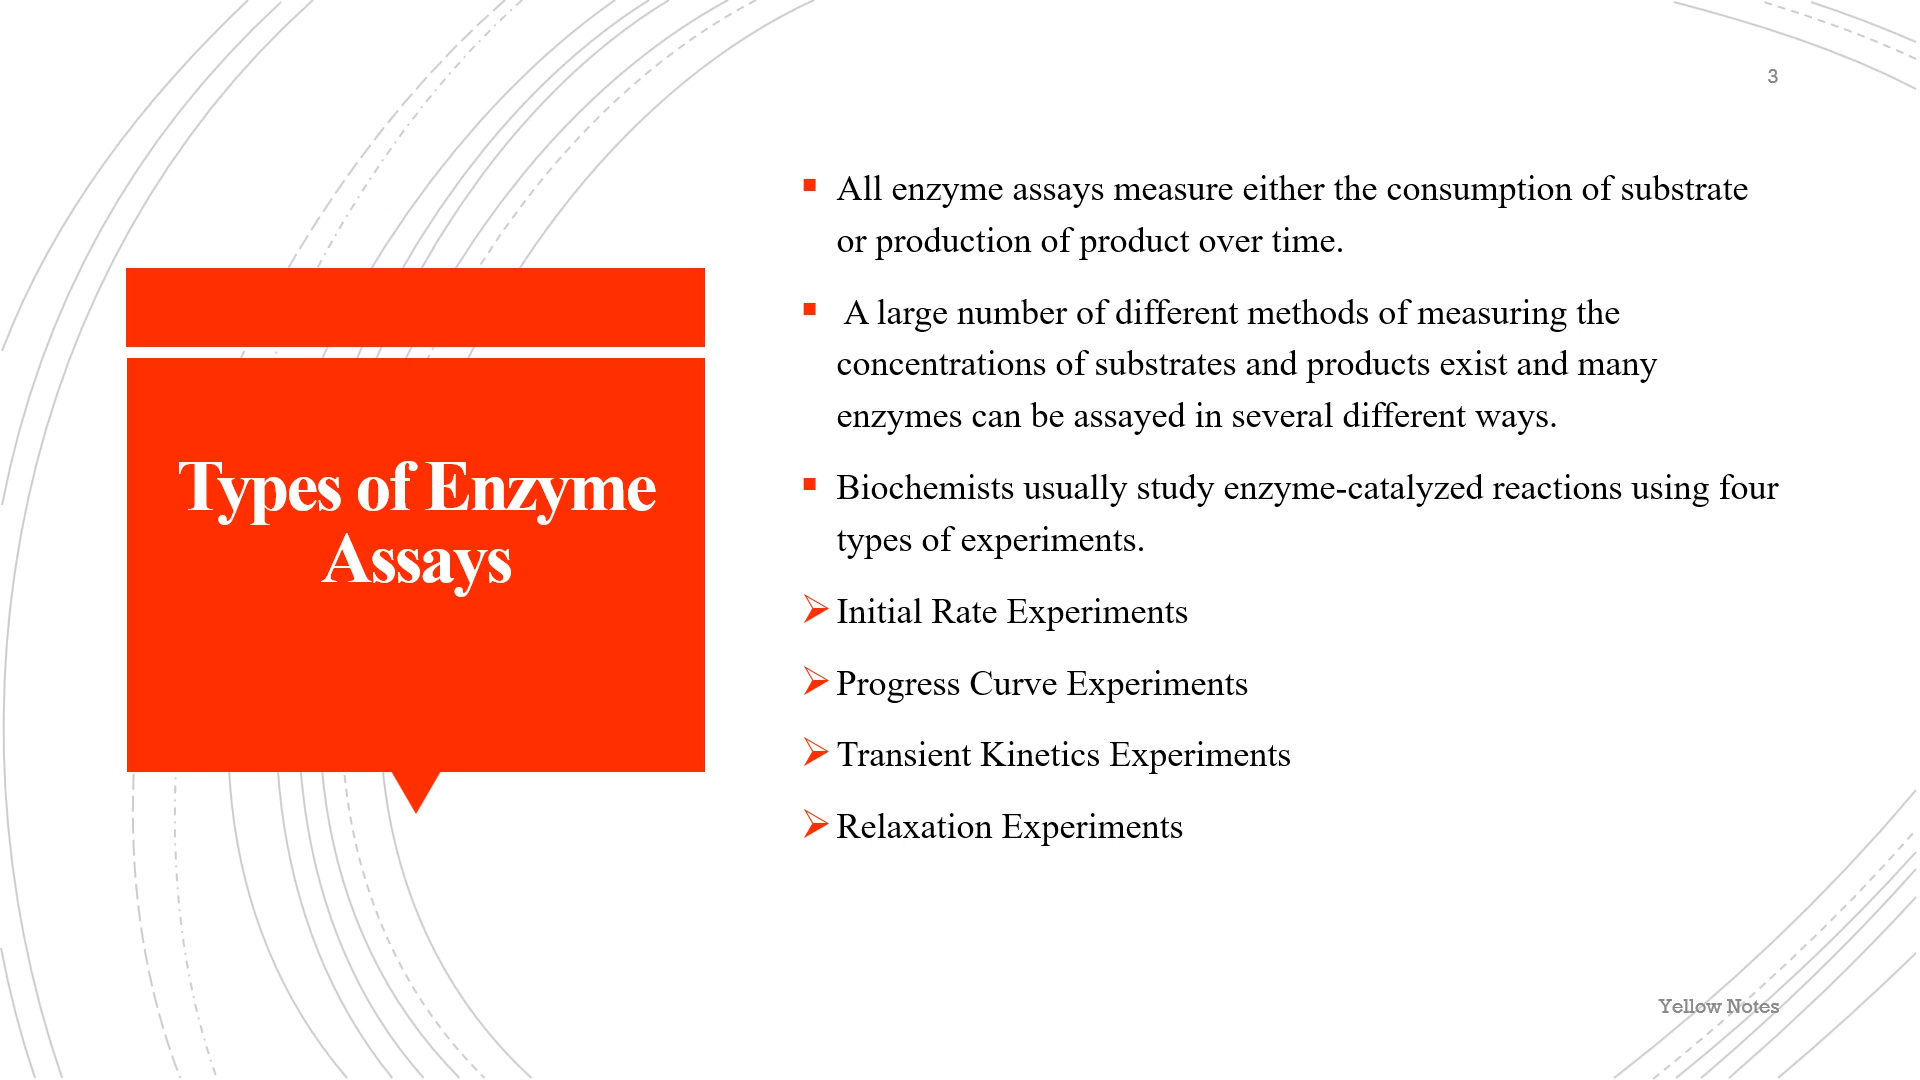 3
Types of Enzyme
Assays
All enzyme assays measure either the consumption of substrate
or production of product over time.
A large number of different methods of measuring the
concentrations of substrates and products exist and many
enzymes can be assayed in several different ways.
Biochemists usually study enzyme-catalyzed reactions using four
types of experiments.
Initial Rate Experiments
Progress Curve Experiments
Transient Kinetics Experiments
Relaxation Experiments
Yellow Notes